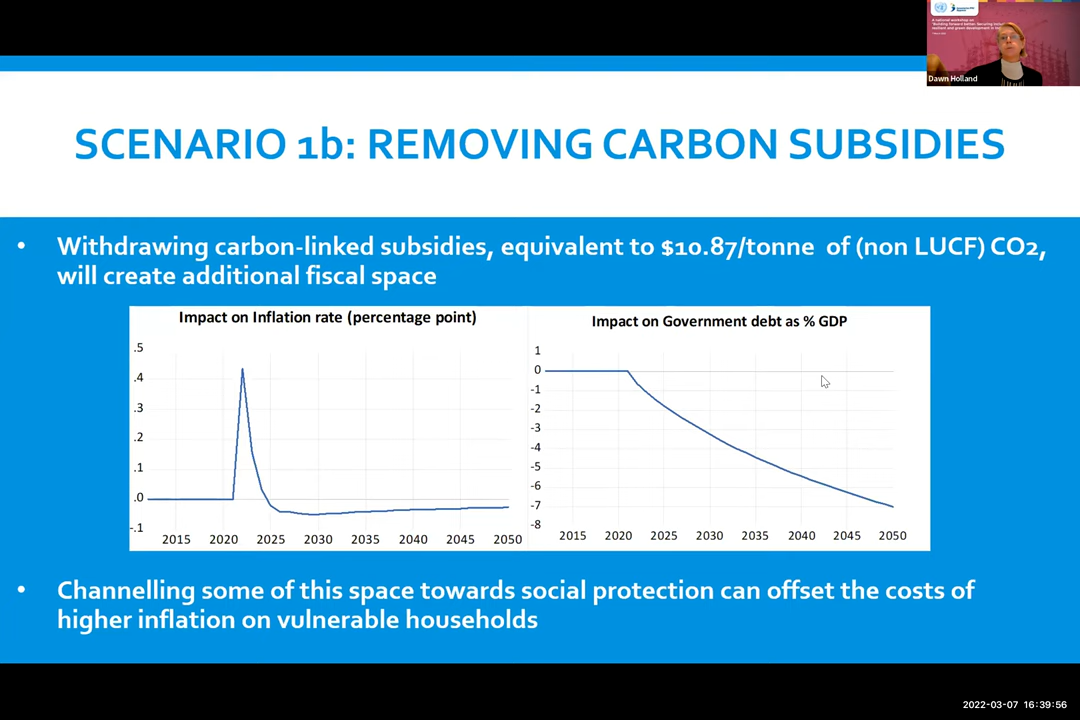 A national workshop on
Dawn Holland
SCENARIO 1b: REMOVING CARBON SUBSIDIES
• Withdrawing carbon-linked subsidies, equivalent to $10.87/tonne of (non LUCF) CO2,
will create additional fiscal space
Impact on Inflation rate (percentage point)
.5
.4
.3
.2
.1
.0
-.1
2015 2020 2025 2030 2035 2040 2045 2050
Impact on Government debt as % GDP
1
0
-1
-2
-3
-4
-5
-6
-7
-8
2015 2020 2025 2030 2035 2040 2045 2050
• Channelling some of this space towards social protection can offset the costs of
higher inflation on vulnerable households
2022-03-07 16:39:56